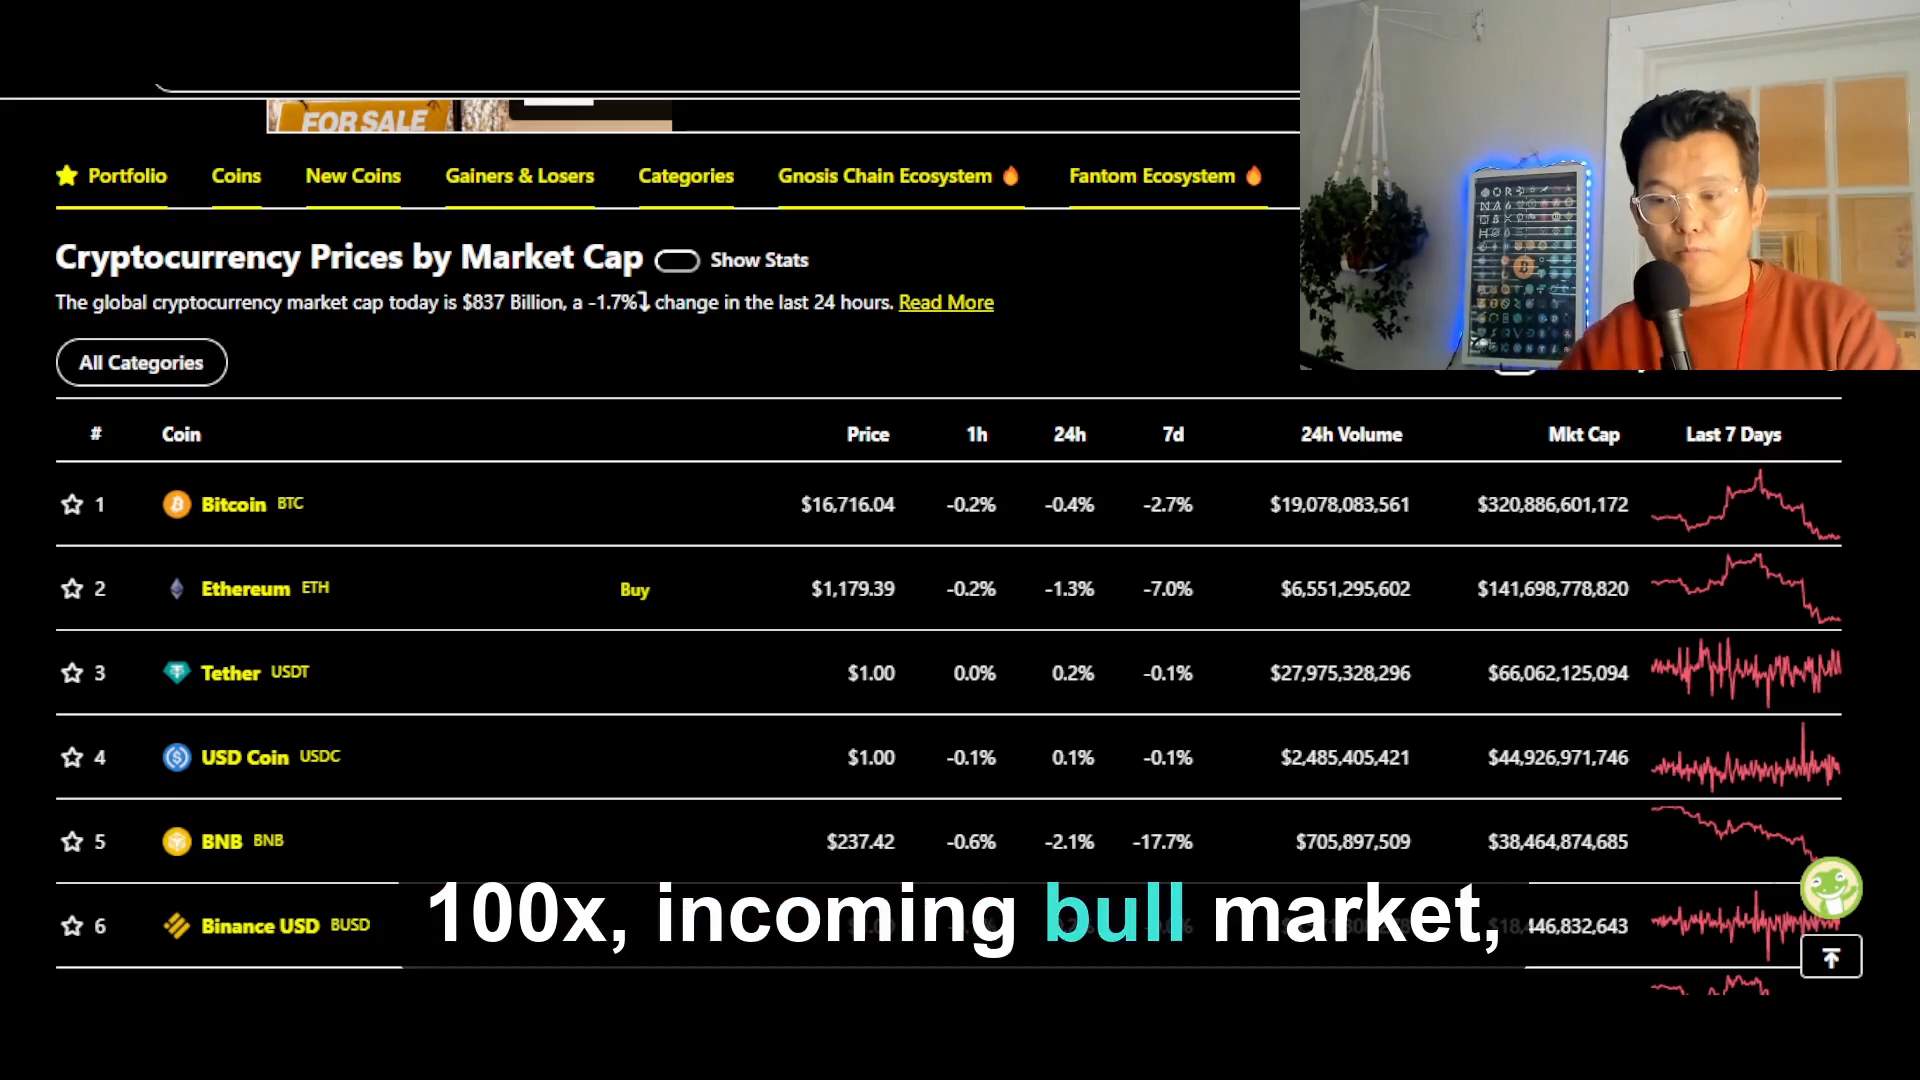 FOR SALE
Portfolio Coins New Coins Gainers & Losers Categories Gnosis Chain Ecosystem Fantom Ecosystem
Cryptocurrency Prices by Market Cap Show Stats
The global cryptocurrency market cap today is $837 Billion, a -1.7% change in the last 24 hours. Read More
All Categories
# Coin Price 1h 24h 7d 24h Volume Mkt Cap Last 7 Days
1 Bitcoin BTC $16,716.04 -0.2% -0.4% -2.7% $19,078,083,561 $320,886,601,172
2 Ethereum ETH Buy $1,179.39 -0.2% -1.3% -7.0% $6,551,295,602 $141,698,778,820
3 Tether USDT $1.00 0.0% 0.2% -0.1% $27,975,328,296 $66,062,125,094
4 USD Coin USDC $1.00 -0.1% 0.1% -0.1% $2,485,405,421 $44,926,971,746
5 BNB BNB $237.42 -0.6% -2.1% -17.7% $705,897,509 $38,464,874,685
6 Binance USD BUSD
100x, incoming bull market,